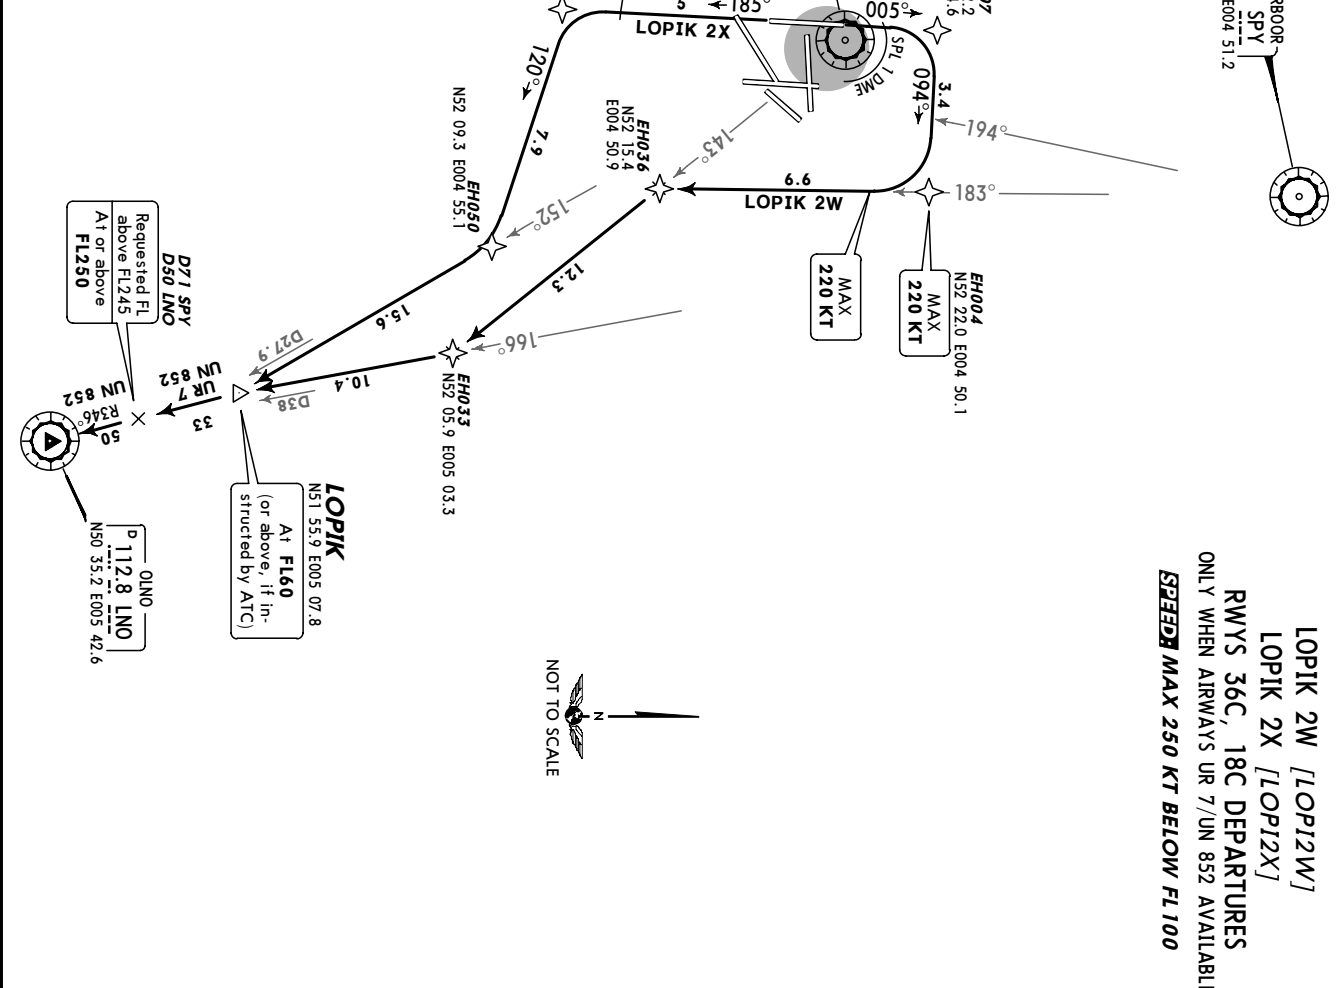 LOPIK 2W [LOPI2W]
LOPIK 2X [LOPI2X]
RWYS 36C, 18C DEPARTURES
ONLY WHEN AIRWAYS UR 7/UN 852
SPEED: MAX 250 KT BELOW FL100
RBOR
SPY
E004 51.2
005°
SPL 1 DME
185°
5
LOPIK 2X
094°
3.4
194°
183°
120°
7.9
143°
6.6
LOPIK 2W
EH004
N52 22.0 E004 50.1
MAX
220 KT
MAX
220 KT
EH036
N52 15.4
E004 50.9
EH050
N52 09.3 E004 55.1
152°
12.3
166°
EH033
N52 05.9 E005 03.3
15.6
10.4
D27.9
D38
LOPIK
N51 55.9 E005 07.8
At FL60
(or above, if in-
structed by ATC)
D71 SPY
D50 LNO
Requested FL
above FL245
At or above
FL250
UN 852
UR 7
33
UN 852
R346°
50
OLNO
D 112.8 LNO
N50 35.2 E005 42.6
N
NOT TO SCALE